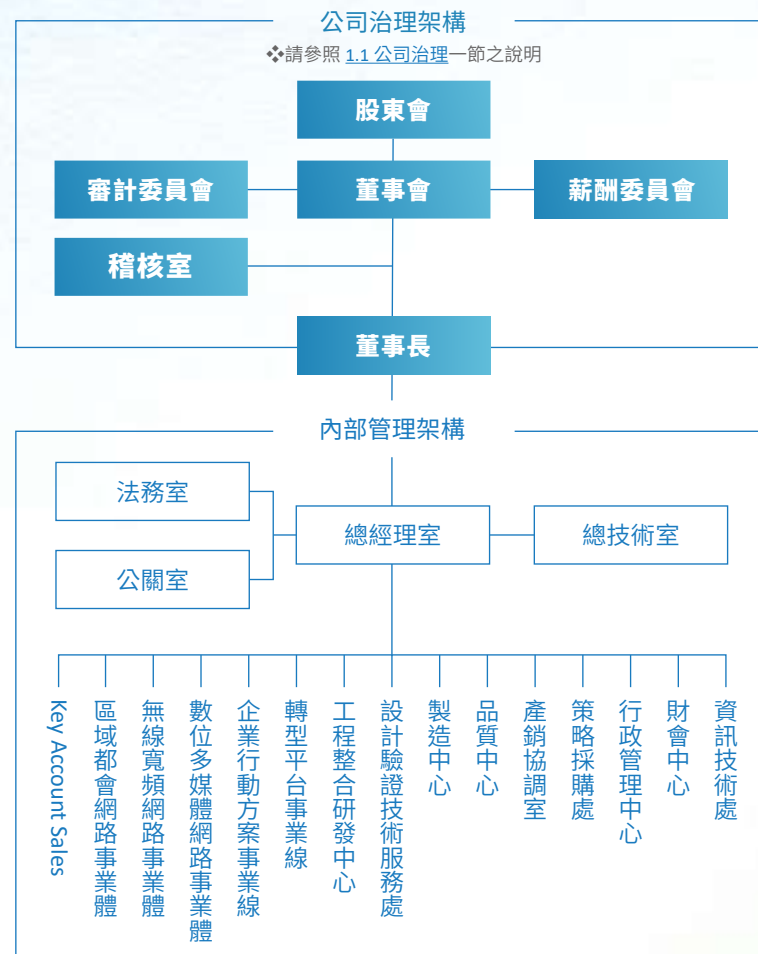 公司治理架構
❖請參照 1.1 公司治理一節之說明
股東會
審計委員會
董事會
薪酬委員會
稽核室
董事長
內部管理架構
法務室
總經理室
總技術室
公關室
Key Account Sales
區域都會網路事業體
無線寬頻網路事業體
數位多媒體網路事業體
企業行動方案事業線
轉型平台事業線
工程整合研發中心
設計驗證技術服務處
製造中心
品質中心
產銷協調室
策略採購處
行政管理中心
財會中心
資訊技術處